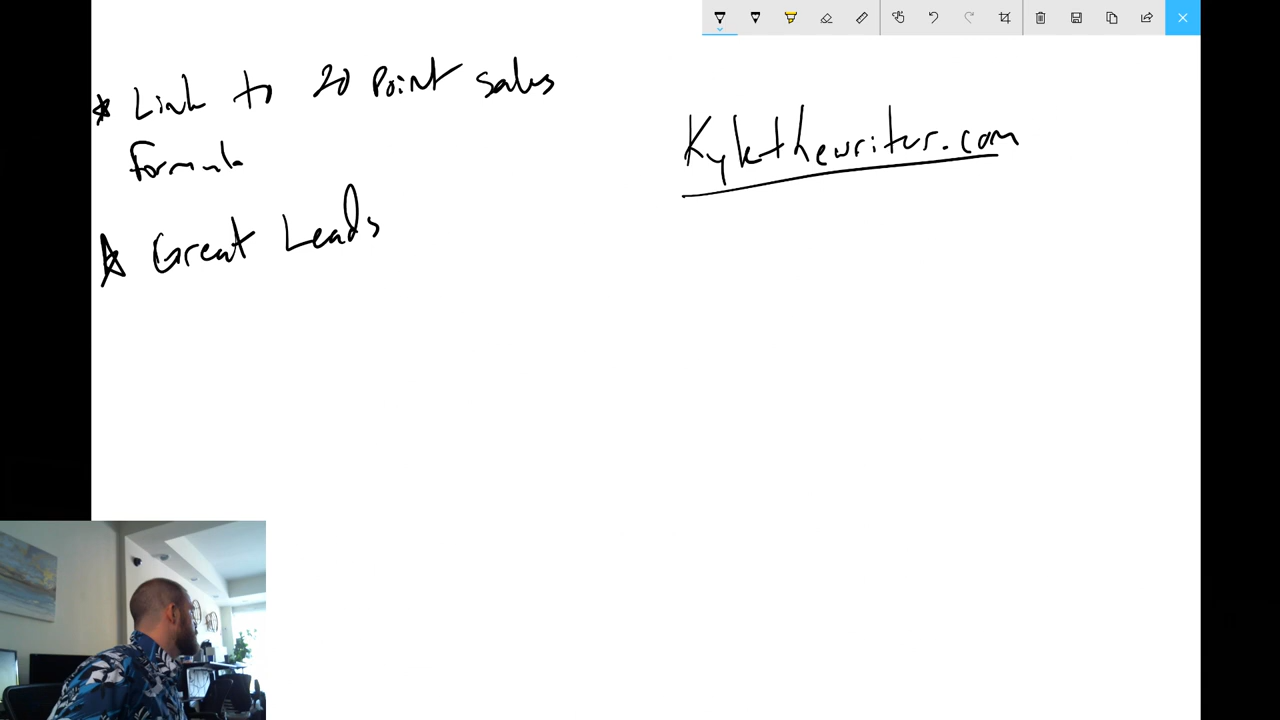 * Link to 20 Point sales
formula
* Great Leads
Kylethewriter.com